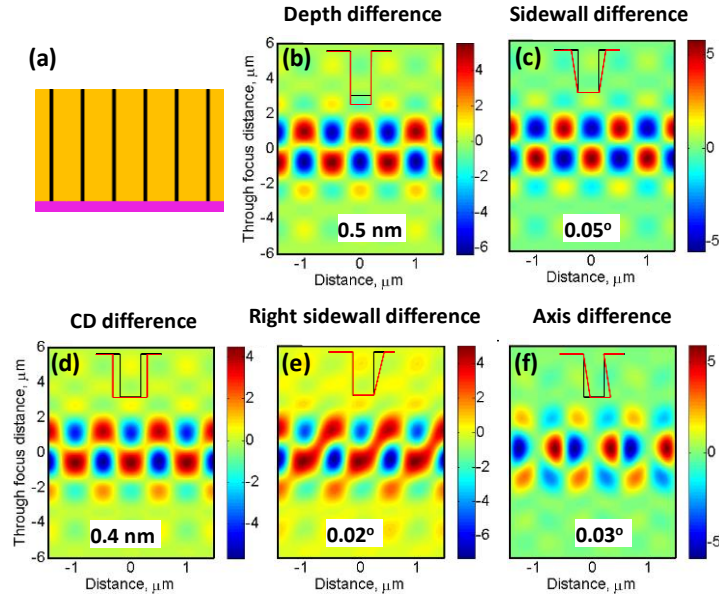 (a)
Depth difference
(b)
Through focus distance, μm
6
4
2
0
-2
-4
-6
0.5 nm
-1
0
1
Distance, μm
4
2
0
-2
-4
-6
Sidewall difference
(c)
0.05°
-1
0
1
Distance, μm
5
0
-5
CD difference
(d)
Through focus distance, μm
6
4
2
0
-2
-4
-6
0.4 nm
-1
0
1
Distance, μm
4
2
0
-2
-4
Right sidewall difference
(e)
0.02°
-1
0
1
Distance, μm
4
2
0
-2
-4
-6
Axis difference
(f)
0.03°
-1
0
1
Distance, μm
5
0
-5